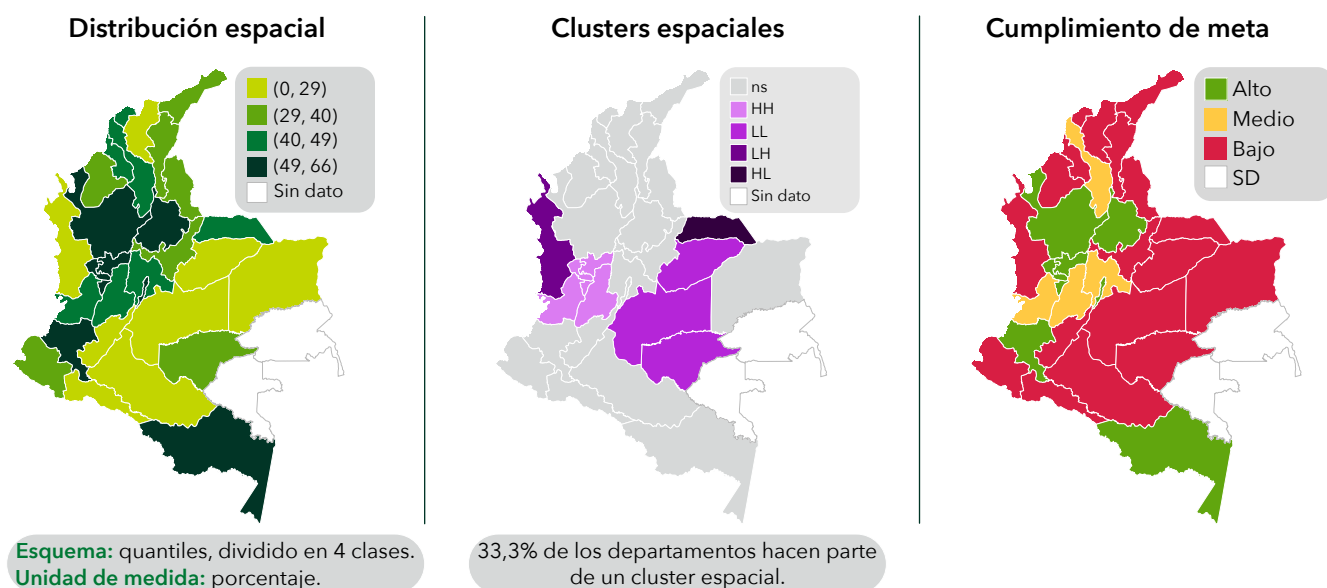 Distribución espacial
(0, 29)
(29, 40)
(40, 49)
(49, 66)
Sin dato
Esquema: quantiles, dividido en 4 clases.
Unidad de medida: porcentaje.
Clusters espaciales
ns
HH
LL
LH
HL
Sin dato
33,3% de los departamentos hacen parte
de un cluster espacial.
Cumplimiento de meta
Alto
Medio
Bajo
SD